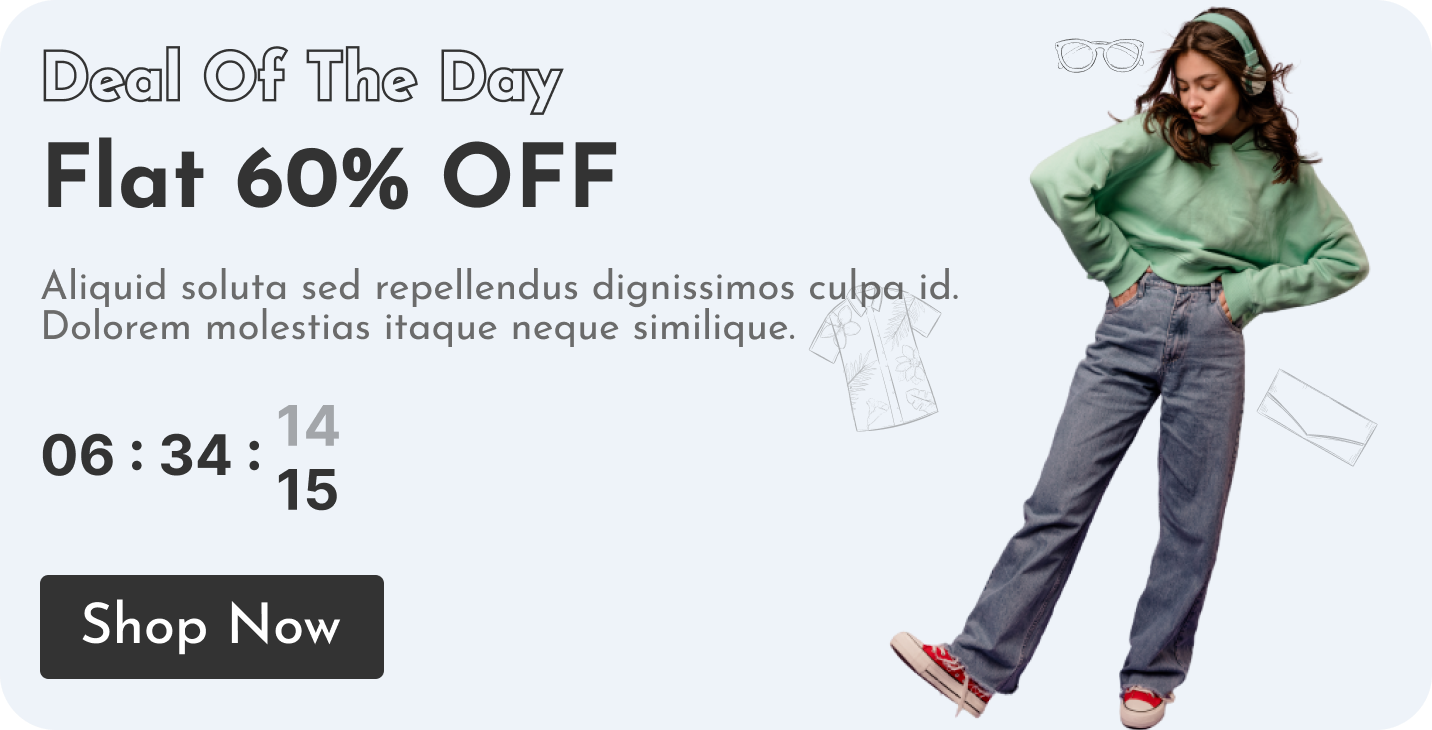 Deal Of The Day
Flat 60% OFF
Aliquid soluta sed repellendus dignissimos culpa id.
Dolorem molestias itaque neque similique.
14
06 : 34 :
15
Shop Now